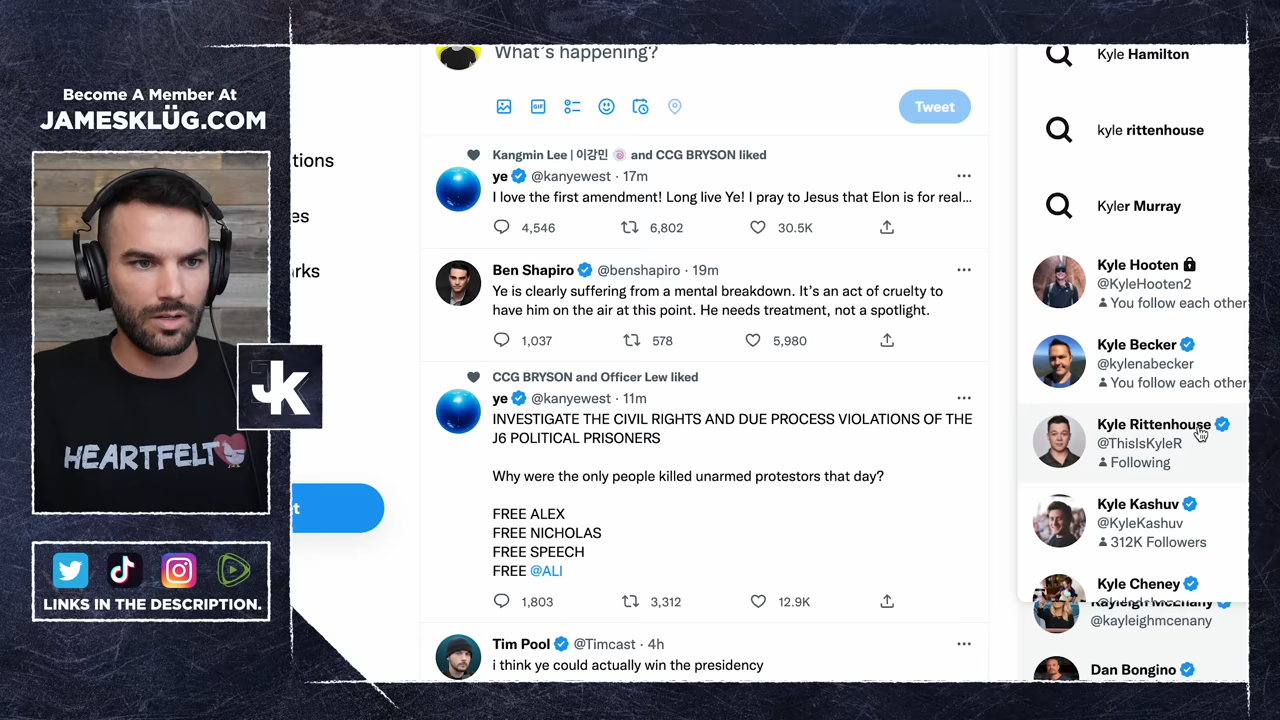 Become A Member At
JAMESKLÜG.COM
HEARTFELT
JK
LINKS IN THE DESCRIPTION.
tions
es
rks
t
What's happening?
GIF
Tweet
Kangmin Lee | 이강민 🍥 and CCG BRYSON liked
ye @kanyewest · 17m
I love the first amendment! Long live Ye! I pray to Jesus that Elon is for real...
4,546 6,802 30.5K
Ben Shapiro @benshapiro · 19m
Ye is clearly suffering from a mental breakdown. It's an act of cruelty to
have him on the air at this point. He needs treatment, not a spotlight.
1,037 578 5,980
CCG BRYSON and Officer Lew liked
ye @kanyewest · 11m
INVESTIGATE THE CIVIL RIGHTS AND DUE PROCESS VIOLATIONS OF THE
J6 POLITICAL PRISONERS
Why were the only people killed unarmed protestors that day?
FREE ALEX
FREE NICHOLAS
FREE SPEECH
FREE @ALI
1,803 3,312 12.9K
Tim Pool @Timcast · 4h
i think ye could actually win the presidency
Kyle Hamilton
kyle rittenhouse
Kyler Murray
Kyle Hooten
@KyleHooten2
You follow each other
Kyle Becker
@kylenabecker
You follow each other
Kyle Rittenhouse
@ThisIsKyleR
Following
Kyle Kashuv
@KyleKashuv
312K Followers
Kyle Cheney
Kayleigh McEnany
@kayleighmcenany
Dan Bongino